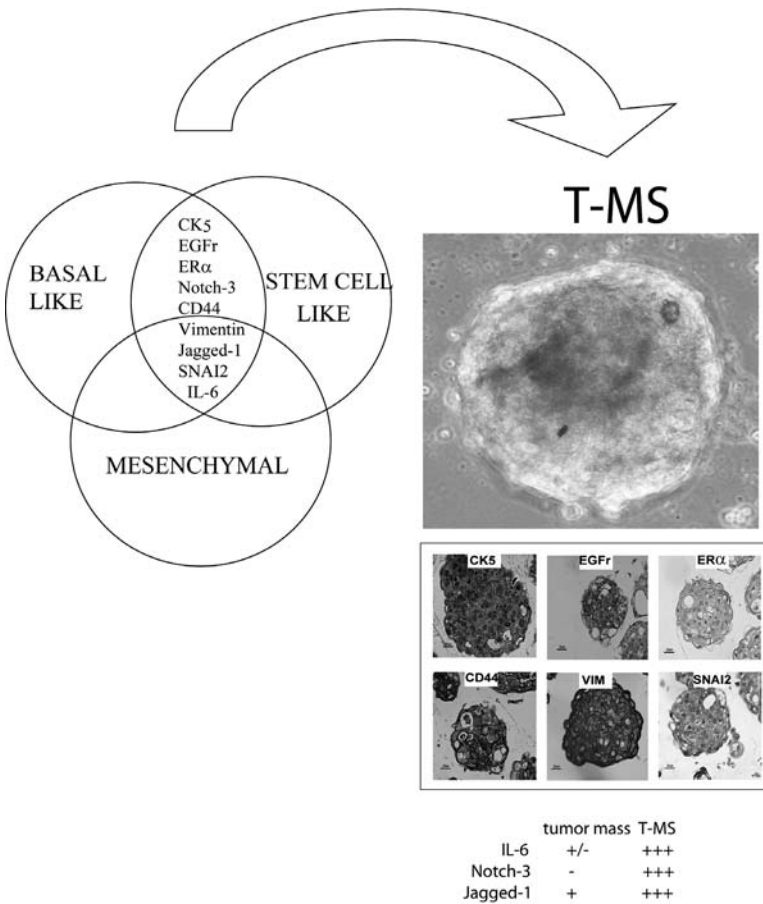 T-MS
BASAL
LIKE
CK5
EGFr
ERα
Notch-3
CD44
Vimentin
Jagged-1
SNAI2
IL-6
STEM CELL
LIKE
MESENCHYMAL
CK5
EGFr
ERα
CD44
VIM
SNAI2
tumor mass T-MS
IL-6 +/- +++
Notch-3 - +++
Jagged-1 + +++